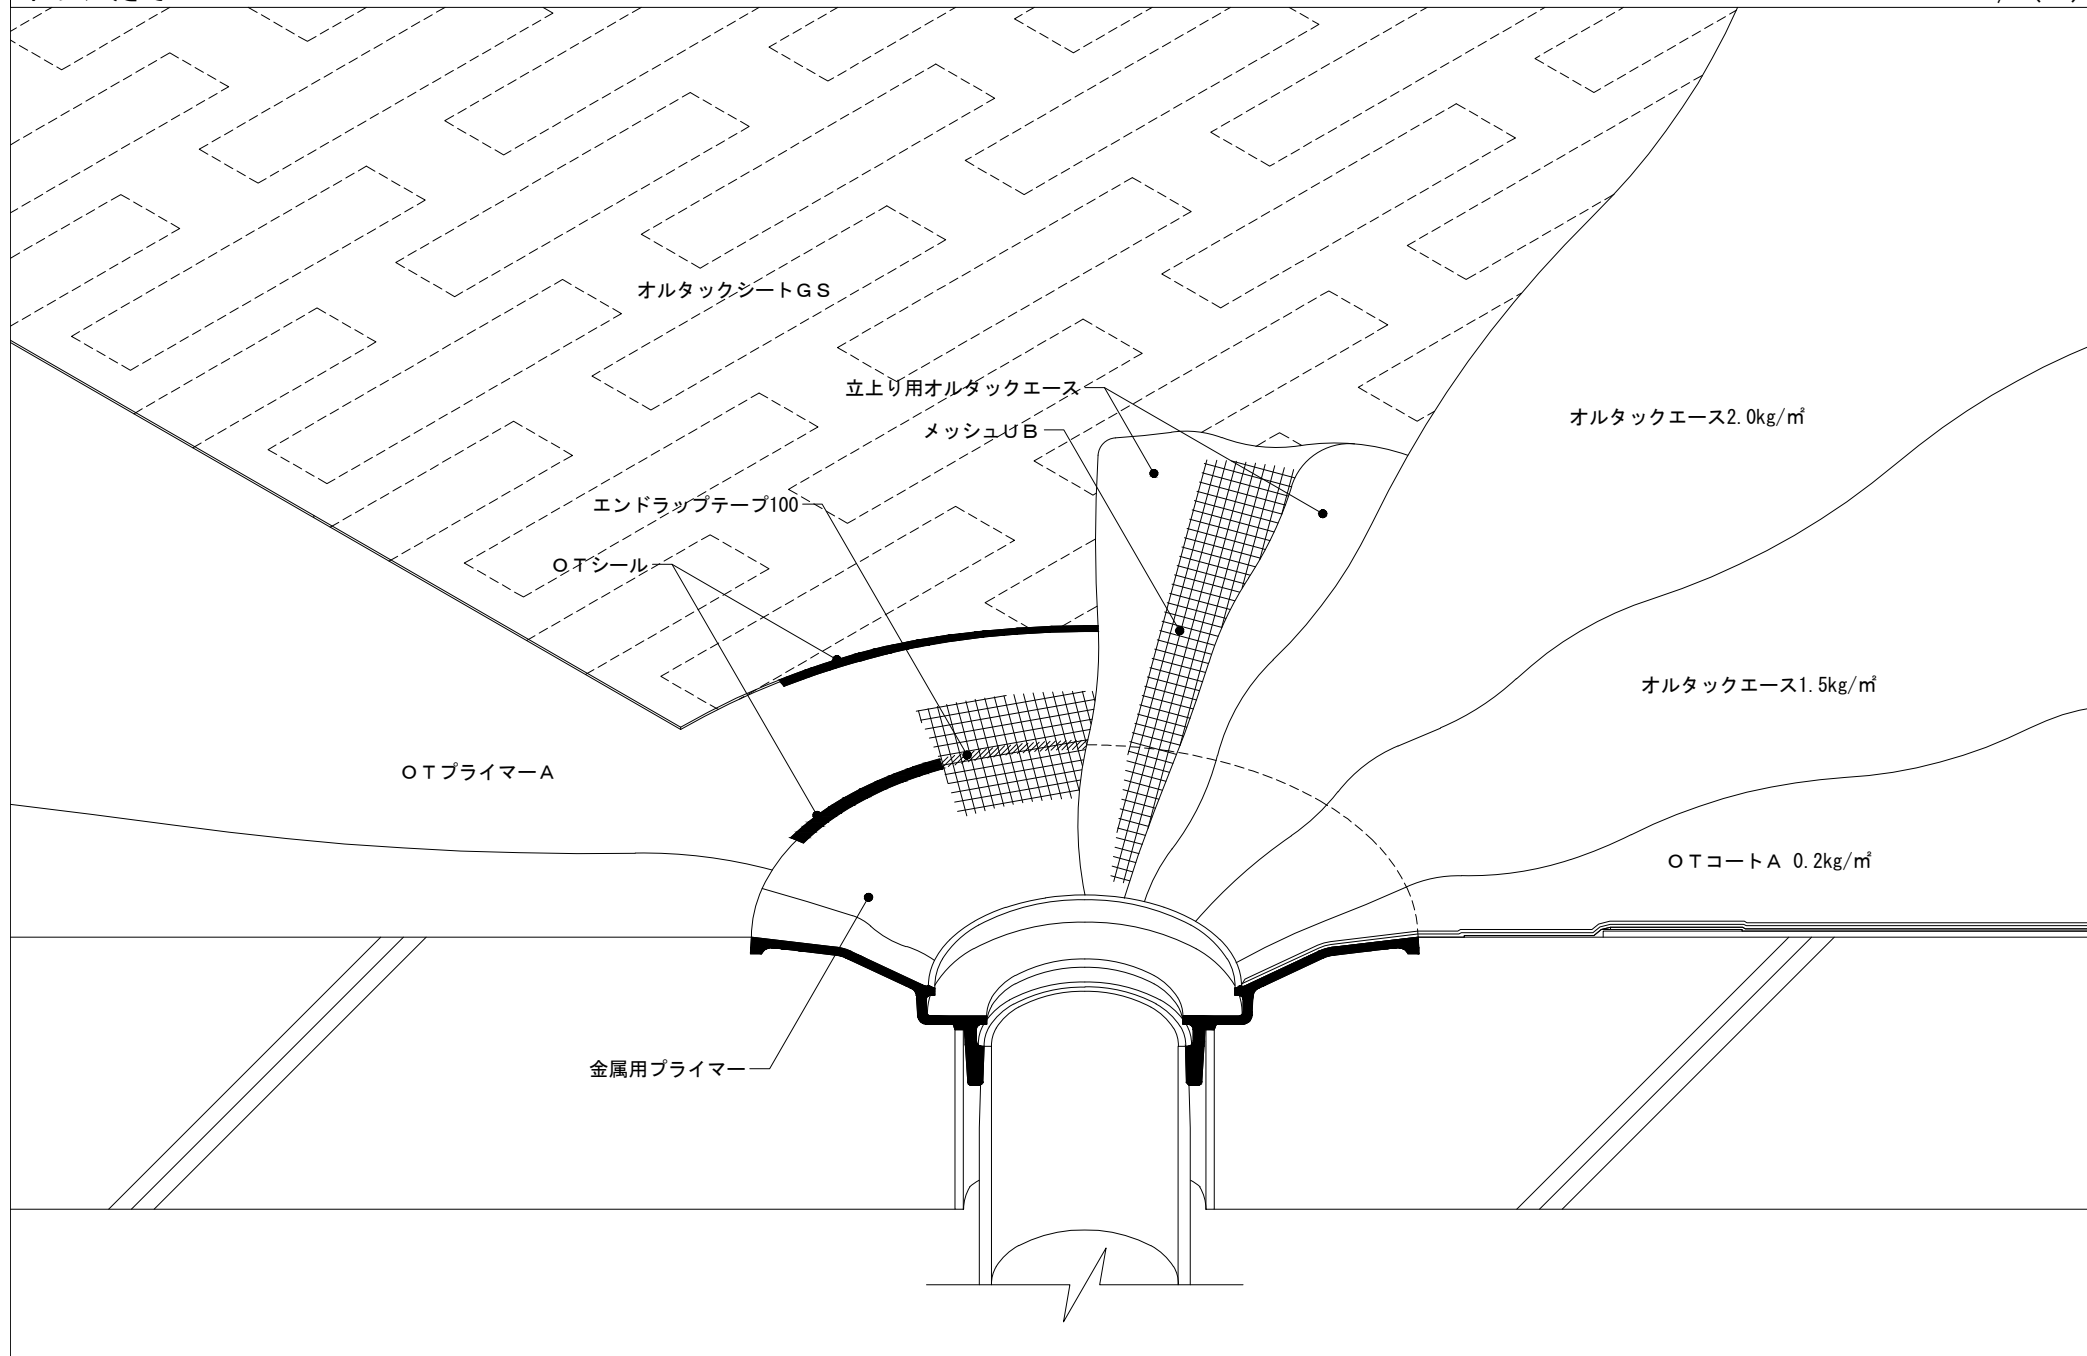 オルタックシートＧＳ
立上り用オルタックエース
オルタックエース2.0kg/㎡
メッシュＵＢ
エンドラップテープ100
ＯＴシール
オルタックエース1.5kg/㎡
ＯＴプライマーＡ
ＯＴコートＡ 0.2kg/㎡
金属用プライマー